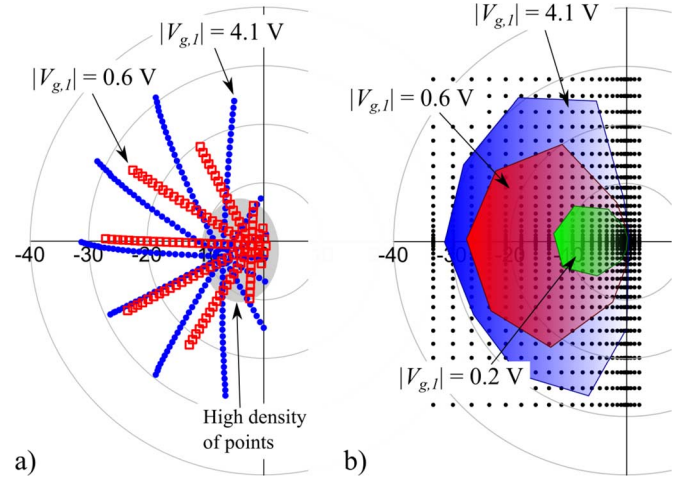 |V_{g,1}| = 4.1 V
|V_{g,1}| = 0.6 V
-40 -30 -20 -10
High density
of points
a)
|V_{g,1}| = 4.1 V
|V_{g,1}| = 0.6 V
-40 -30 -20 -10
|V_{g,1}| = 0.2 V
b)